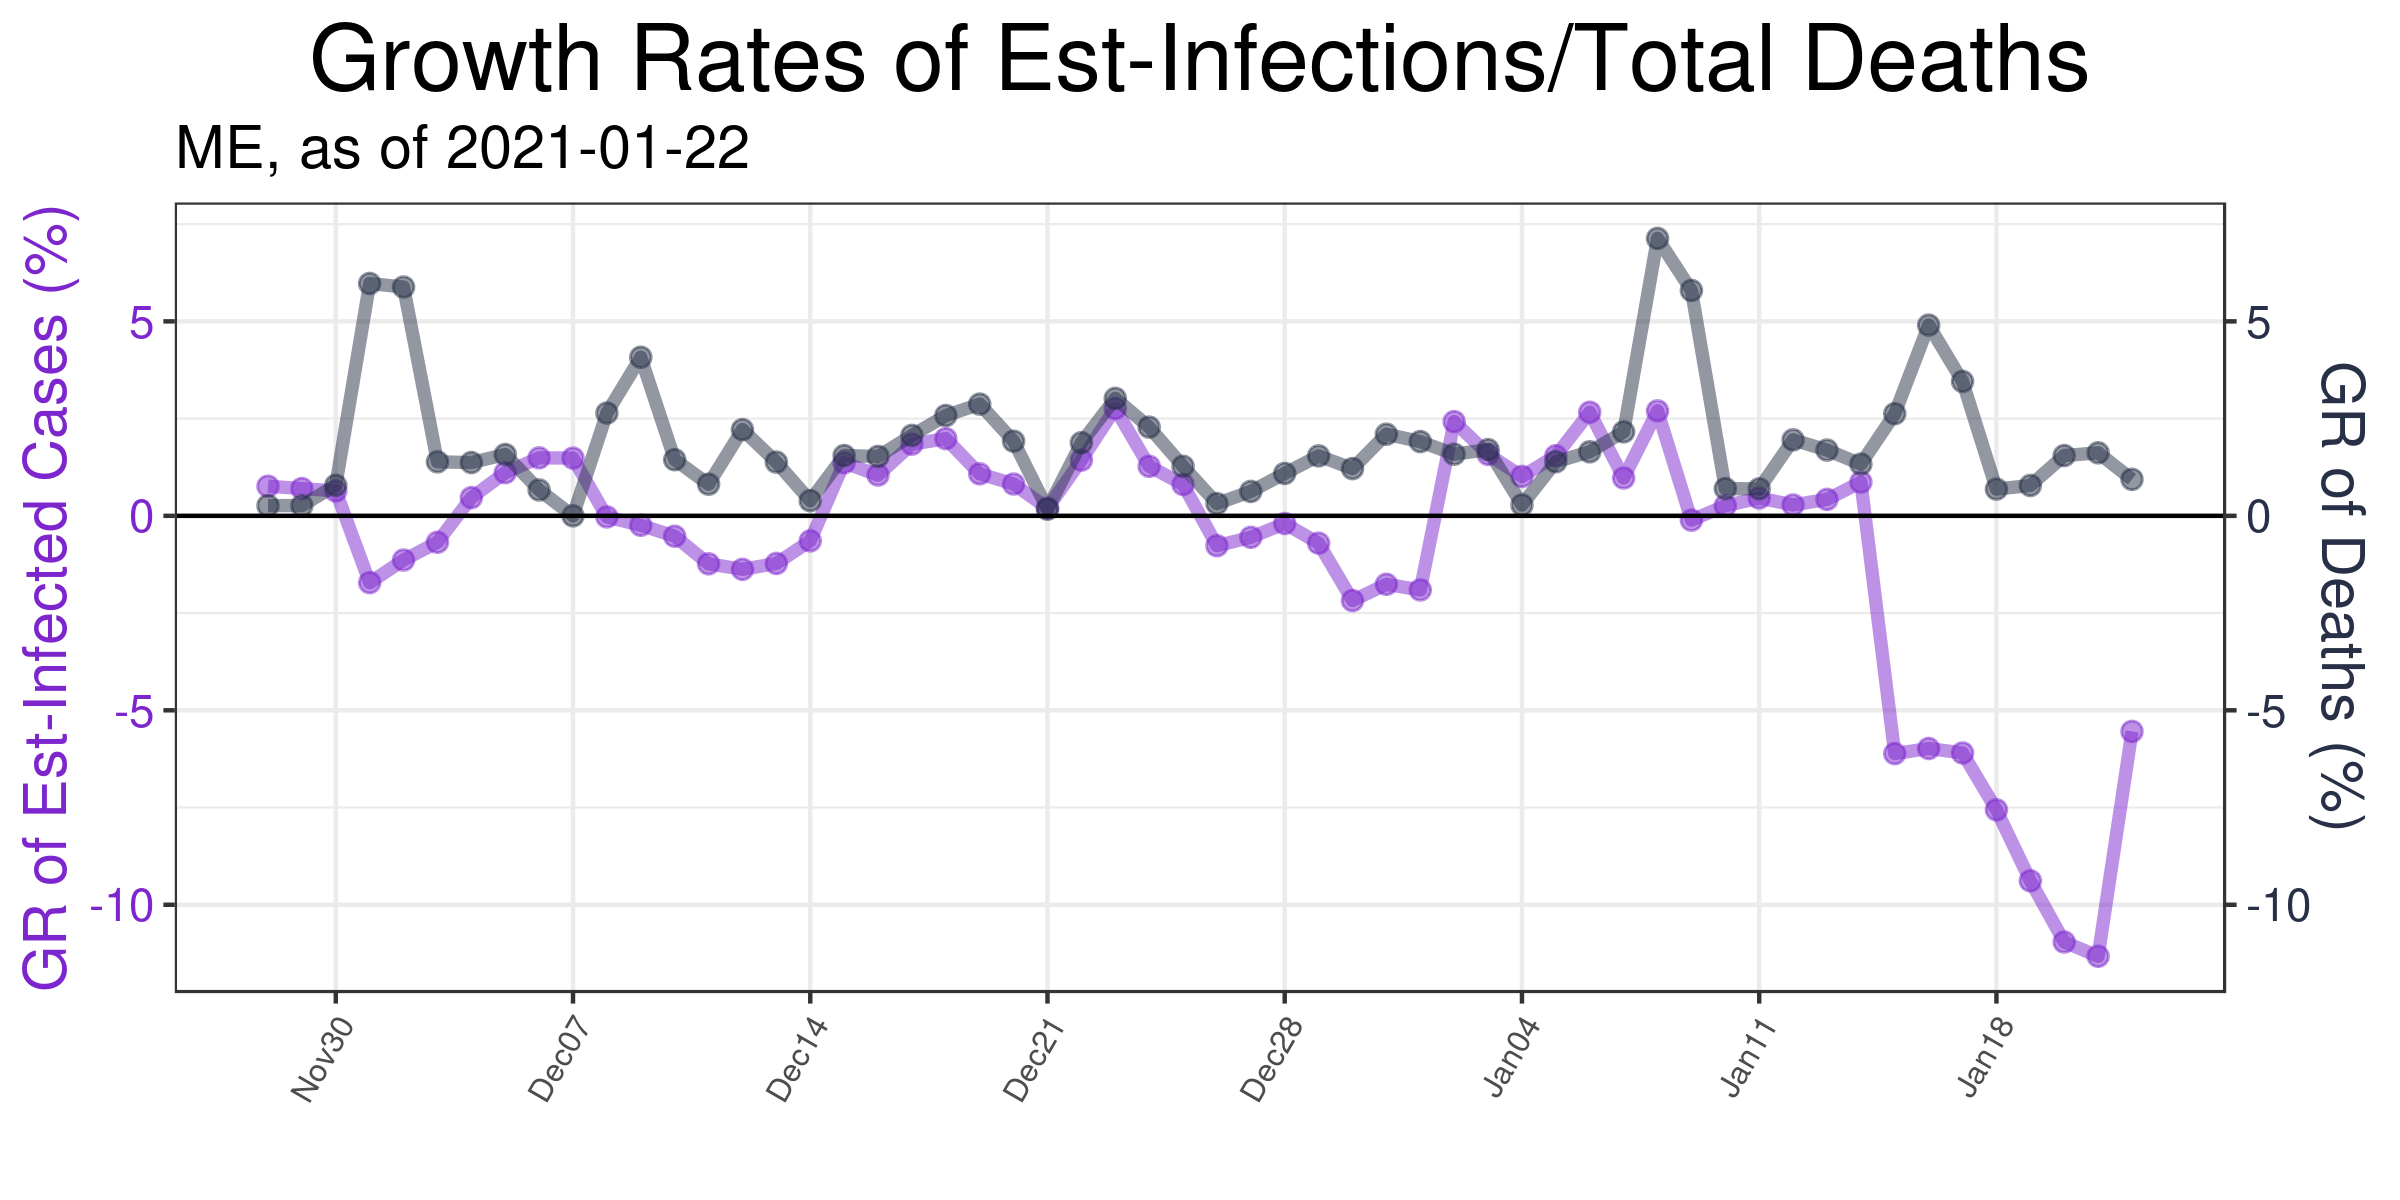 Growth Rates of Est-Infections/Total Deaths
ME, as of 2021-01-22
GR of Est-Infected Cases (%)
5
0
-5
-10
5
0
-5
-10
GR of Deaths (%)
Nov30
Dec07
Dec14
Dec21
Dec28
Jan04
Jan11
Jan18